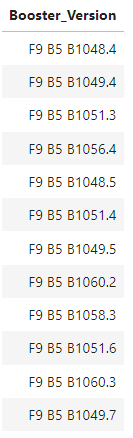 Booster_Version
F9 B5 B1048.4
F9 B5 B1049.4
F9 B5 B1051.3
F9 B5 B1056.4
F9 B5 B1048.5
F9 B5 B1051.4
F9 B5 B1049.5
F9 B5 B1060.2
F9 B5 B1058.3
F9 B5 B1051.6
F9 B5 B1060.3
F9 B5 B1049.7